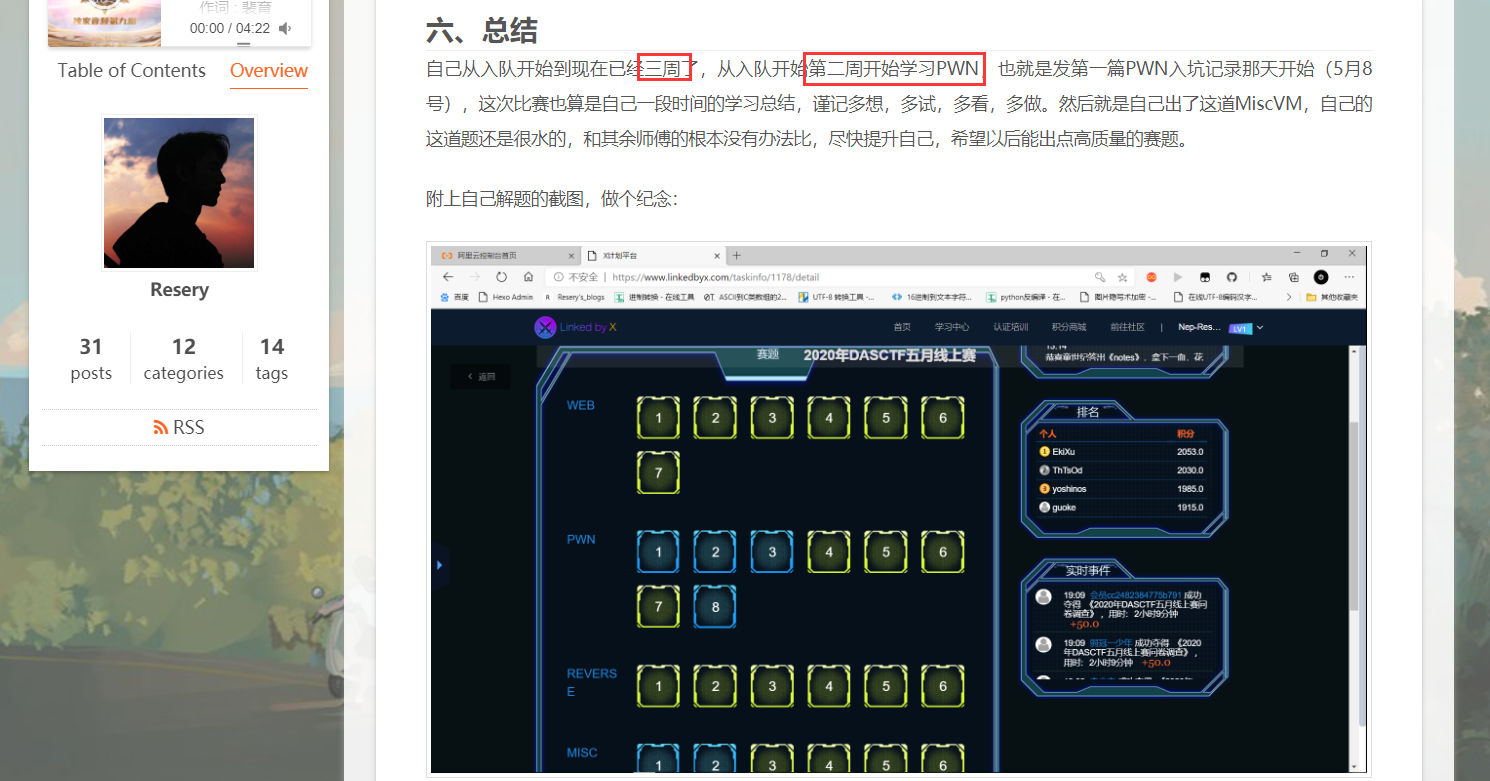 作词 : 裴育
00:00 / 04:22
Table of Contents
Overview
Resery
31
posts
12
categories
14
tags
RSS
六、总结
自己从入队开始到现在已经三周了，从入队开始第二周开始学习PWN，也就是发第一篇PWN入坑记录那天开始（5月8
号），这次比赛也算是自己一段时间的学习总结，谨记多想，多试，多看，多做。然后就是自己出了这道MiscVM，自己的
这道题还是很水的，和其余师傅的根本没有办法比，尽快提升自己，希望以后能出点高质量的赛题。
附上自己解题的截图，做个纪念：
阿里云控制台首页
X计划平台
不安全 | https://www.linkedbyx.com/taskinfo/1178/detail
百度 Hexo Admin Resery's_blogs 进制转换 - 在线工具 ASCII到C类数组的2... UTF-8 转换工具 -... 16进制到文本字符... python反编译 - 在... 图片隐写术加密 -... 在线UTF-8编码汉字... 其他收藏夹
Linked by X
首页 学习中心 认证培训 积分商城 前往社区 | Nep-Res... LV1
返回
赛题 2020年DASCTF五月线上赛
WEB
1 2 3 4 5 6
7
PWN
1 2 3 4 5 6
7 8
REVERS
E
1 2 3 4 5 6
MISC
1 2 3 4 5 6
排名
个人 积分
1 EkiXu 2053.0
ThTsOd 2030.0
3 yoshinos 1985.0
guoke 1915.0
实时事件
19:09 会员cc2482384775b791 成功
夺得 《2020年DASCTF五月线上赛问
卷调查》，用时：2小时9分钟
+50.0
成功夺得 《2020
年DASCTF五月线上赛问卷调查》，
用时：2小时9分钟 +50.0